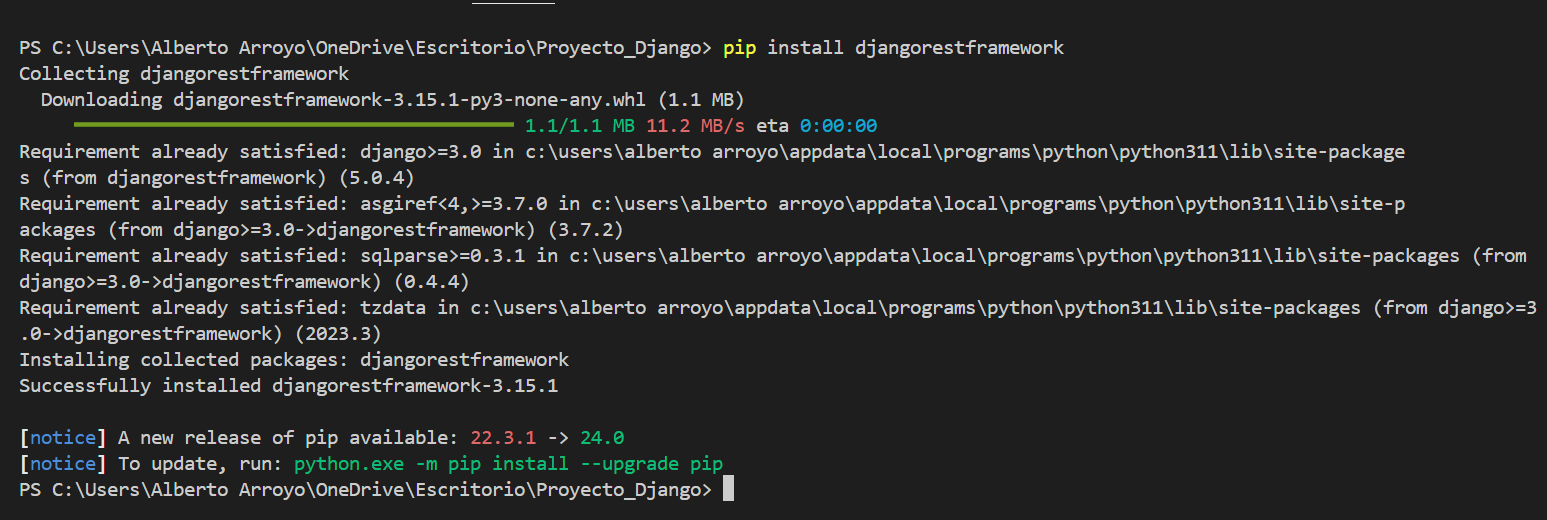 PS C:\Users\Alberto Arroyo\OneDrive\Escritorio\Proyecto_Django> pip install djangorestframework
Collecting djangorestframework
  Downloading djangorestframework-3.15.1-py3-none-any.whl (1.1 MB)
1.1/1.1 MB 11.2 MB/s eta 0:00:00
Requirement already satisfied: django>=3.0 in c:\users\alberto arroyo\appdata\local\programs\python\python311\lib\site-package
s (from djangorestframework) (5.0.4)
Requirement already satisfied: asgiref<4,>=3.7.0 in c:\users\alberto arroyo\appdata\local\programs\python\python311\lib\site-p
ackages (from django>=3.0->djangorestframework) (3.7.2)
Requirement already satisfied: sqlparse>=0.3.1 in c:\users\alberto arroyo\appdata\local\programs\python\python311\lib\site-packages (from
django>=3.0->djangorestframework) (0.4.4)
Requirement already satisfied: tzdata in c:\users\alberto arroyo\appdata\local\programs\python\python311\lib\site-packages (from django>=3
.0->djangorestframework) (2023.3)
Installing collected packages: djangorestframework
Successfully installed djangorestframework-3.15.1
[notice] A new release of pip available: 22.3.1 -> 24.0
[notice] To update, run: python.exe -m pip install --upgrade pip
PS C:\Users\Alberto Arroyo\OneDrive\Escritorio\Proyecto_Django>